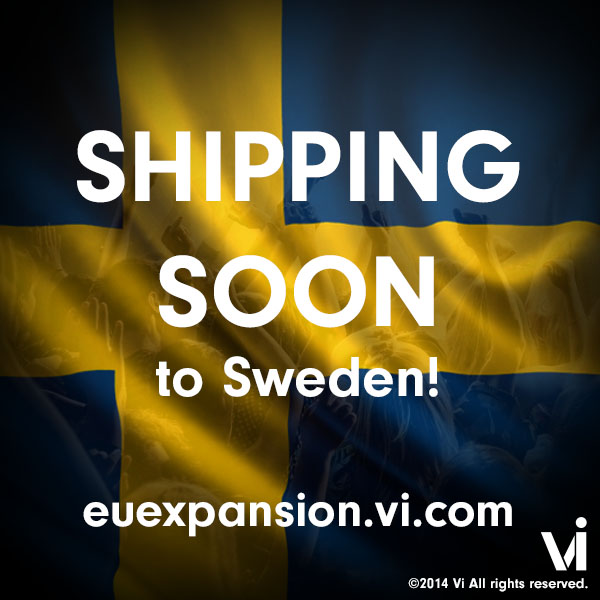 SHIPPING
SOON
to Sweden!
euexpansion.vi.com
Vi
©2014 Vi All rights reserved.